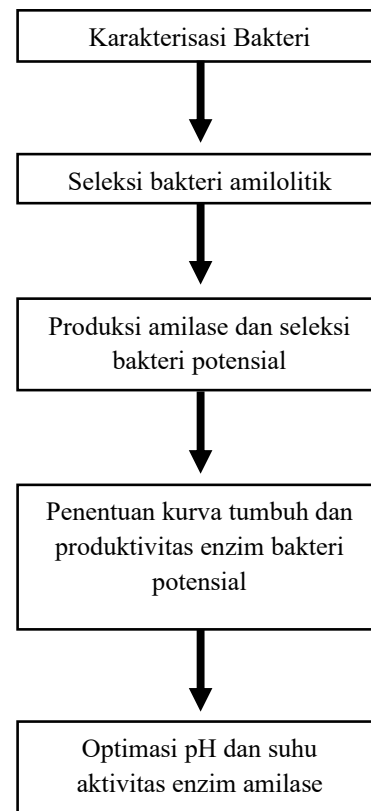 Karakterisasi Bakteri
Seleksi bakteri amilolitik
Produksi amilase dan seleksi
bakteri potensial
Penentuan kurva tumbuh dan
produktivitas enzim bakteri
potensial
Optimasi pH dan suhu
aktivitas enzim amilase